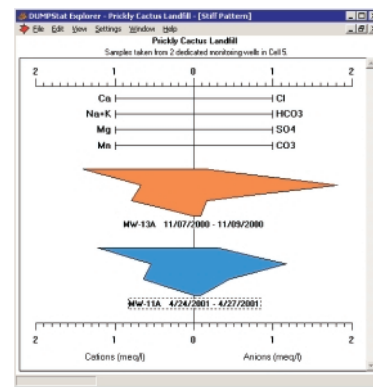 DUMPStat Explorer - Prickly Cactus Landfill - [Stiff Pattern]
File Edit View Settings Window Help
Prickly Cactus Landfill
Samples taken from 2 dedicated monitoring wells in Cell 5.
2 1 0 1 2
Ca Cl
Na+K HCO3
Mg SO4
Mn CO3
MW-13A 11/07/2000 - 11/09/2000
MW-11A 4/24/2001 - 4/27/2001
2 1 0 1 2
Cations (meq/l) Anions (meq/l)